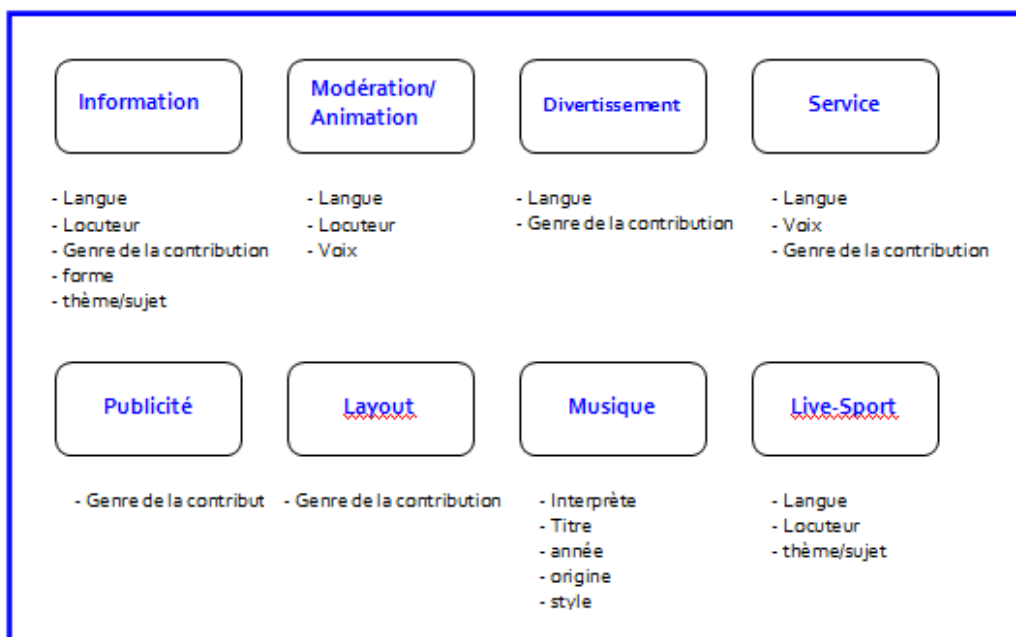 Information
Modération/
Animation
Divertissement
Service
- Langue
- Locuteur
- Genre de la contribution
- forme
- thème/sujet
- Langue
- Locuteur
- Voix
- Langue
- Genre de la contribution
- Langue
- Voix
- Genre de la contribution
Publicité
Layout
Musique
Live-Sport
- Genre de la contribut
- Genre de la contribution
- Interprète
- Titre
- année
- origine
- style
- Langue
- Locuteur
- thème/sujet